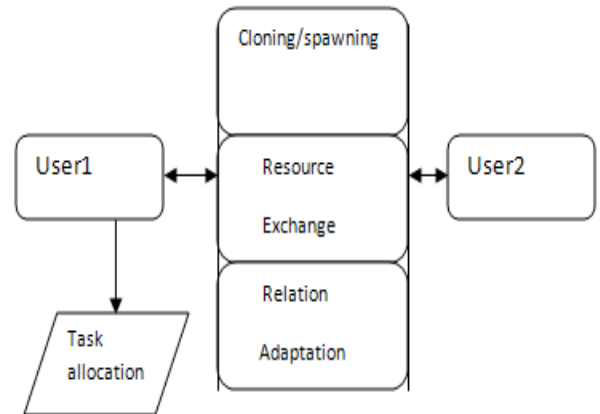 Cloning/spawning
User1
Resource
Exchange
User2
Relation
Adaptation
Task
allocation